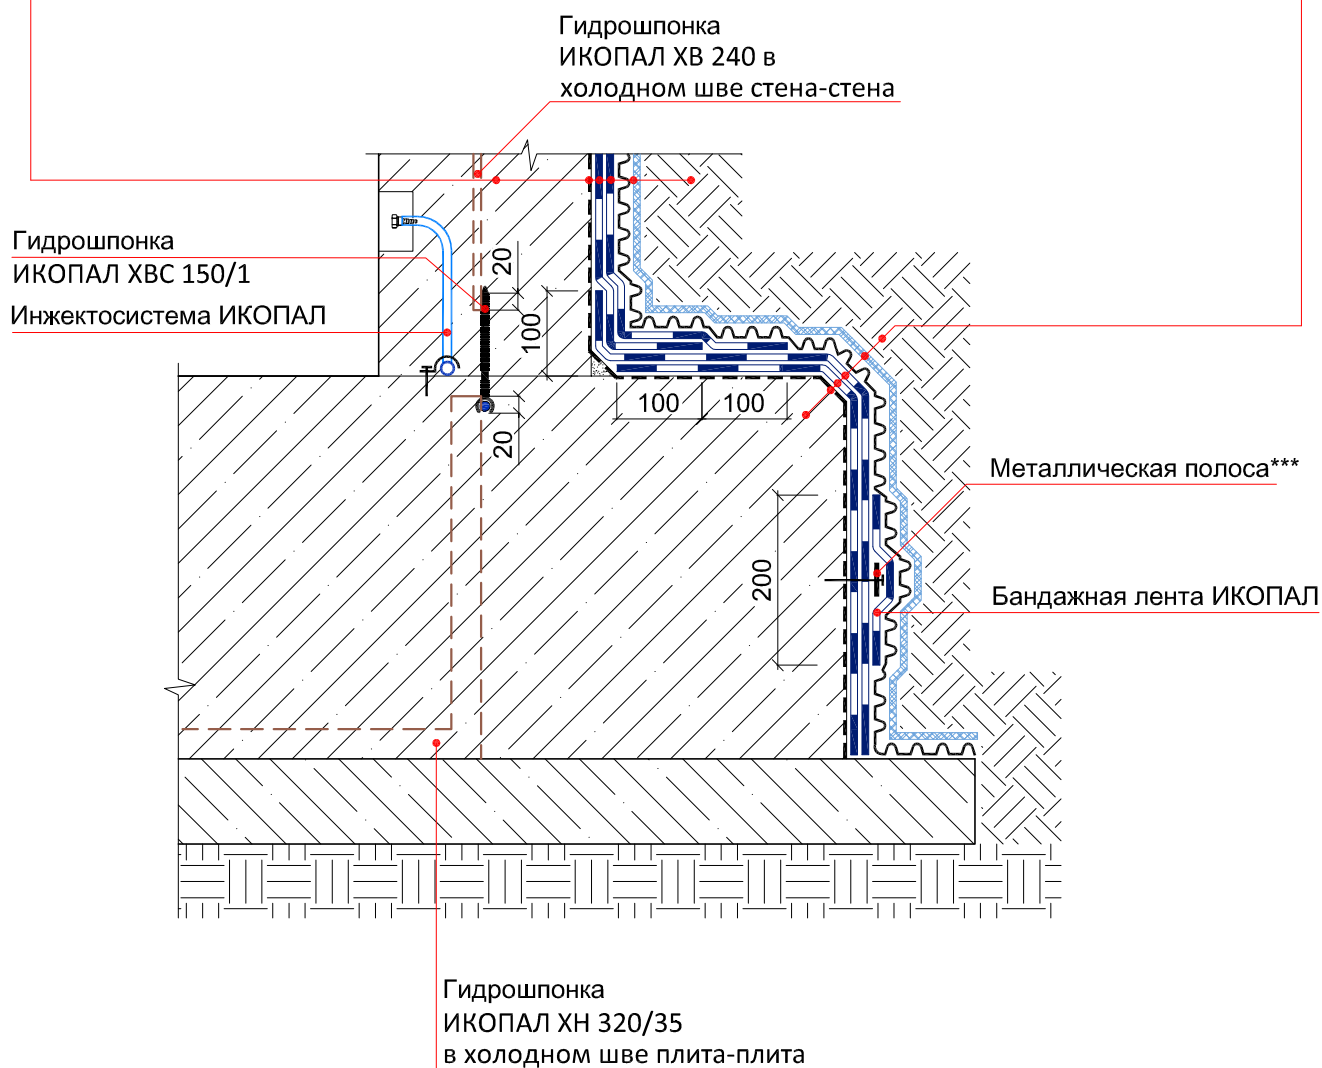 Гидрошпонка
ИКОПАЛ ХВ 240 в
холодном шве стена-стена
Гидрошпонка
ИКОПАЛ ХВС 150/1
Инжектосистема ИКОПАЛ
20
100
100
100
20
Металлическая полоса***
200
Бандажная лента ИКОПАЛ
Гидрошпонка
ИКОПАЛ ХН 320/35
в холодном шве плита-плита